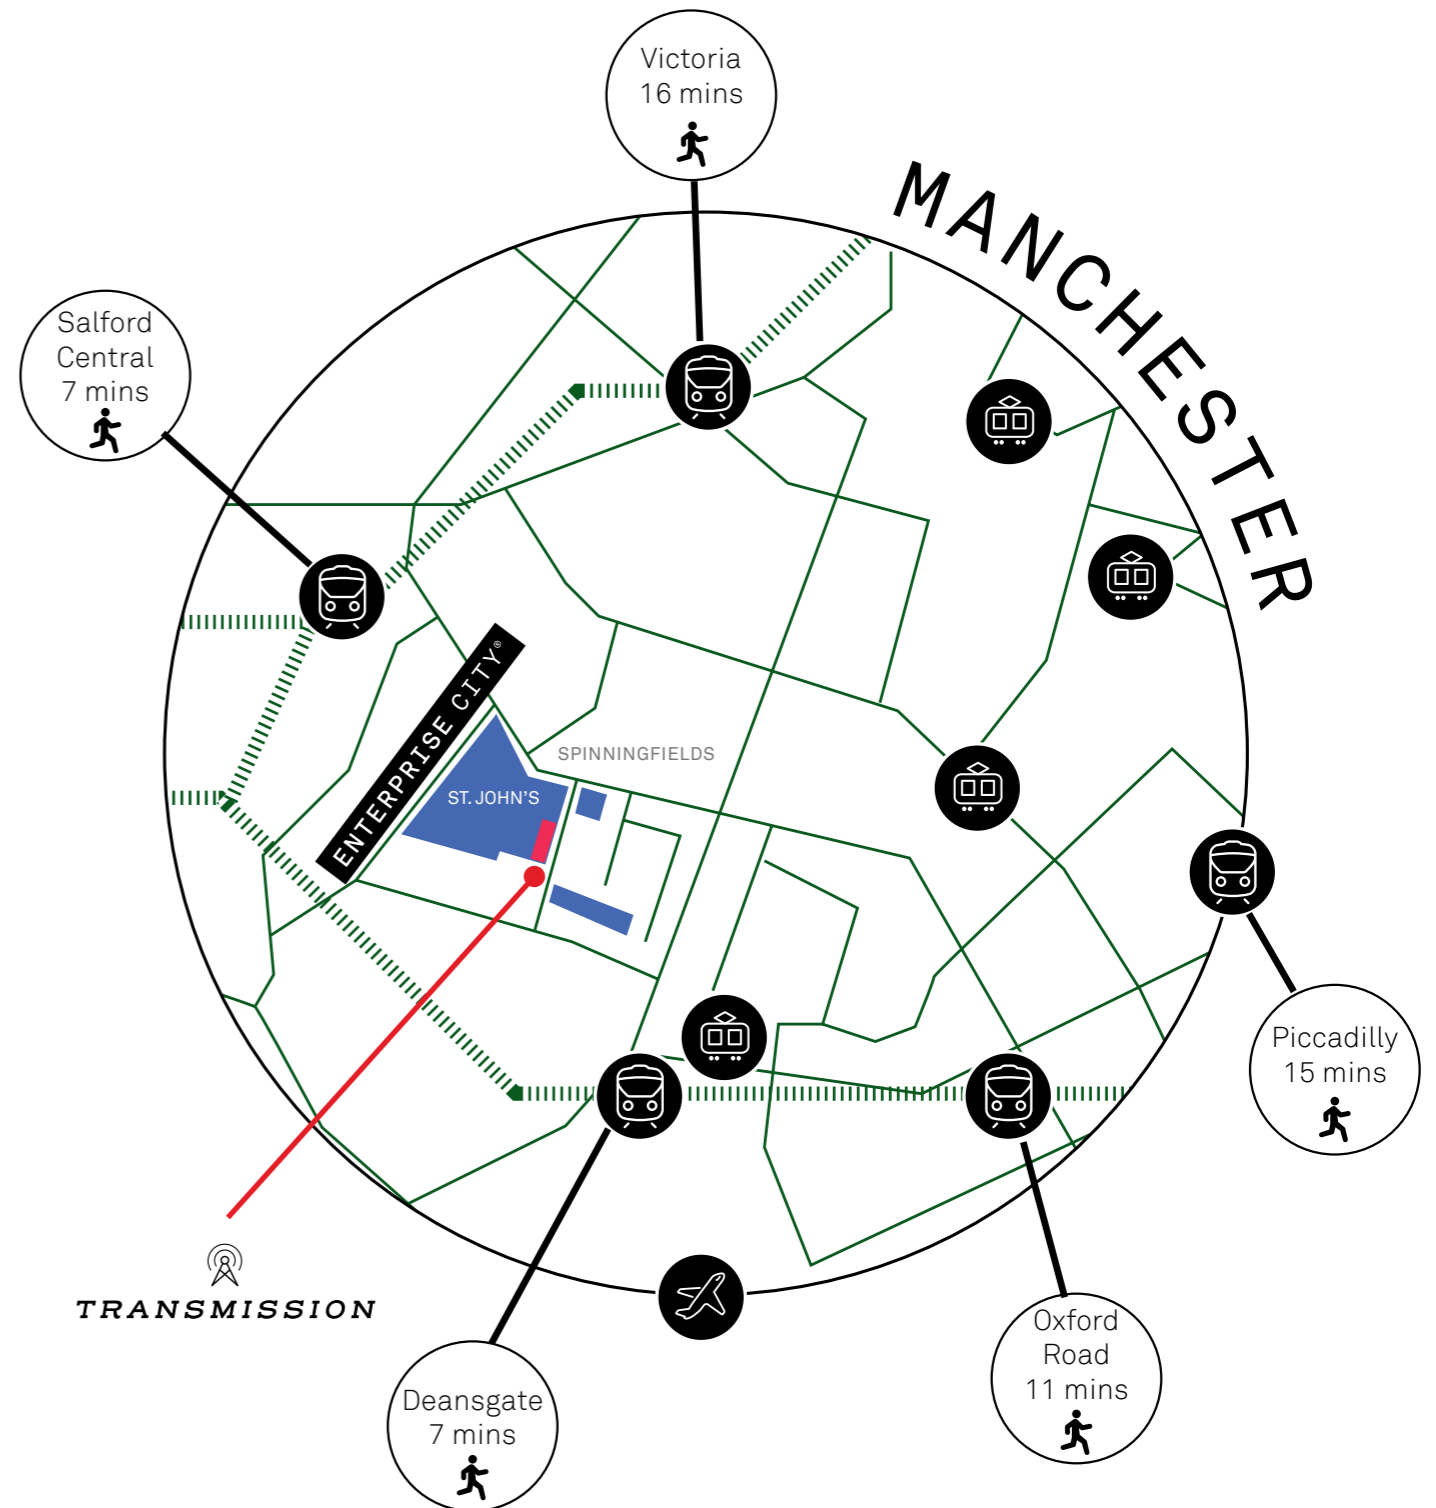 Victoria
16 mins
MANCHESTER
Salford
Central
7 mins
ENTERPRISE CITY®
SPINNINGFIELDS
ST. JOHN'S
Piccadilly
15 mins
TRANSMISSION
Oxford
Road
11 mins
Deansgate
7 mins